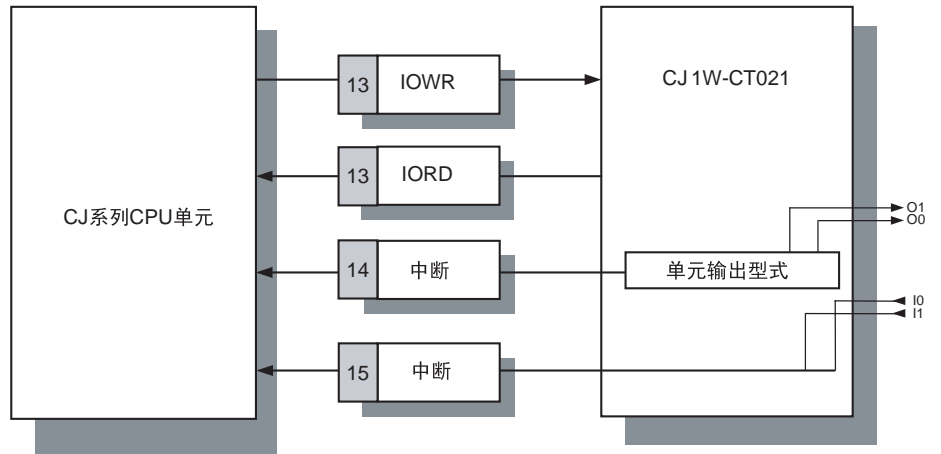 13 IOWR
CJ1W-CT021
13 IORD
CJ系列CPU单元
O1
O0
14 中断
单元输出型式
I0
I1
15 中断